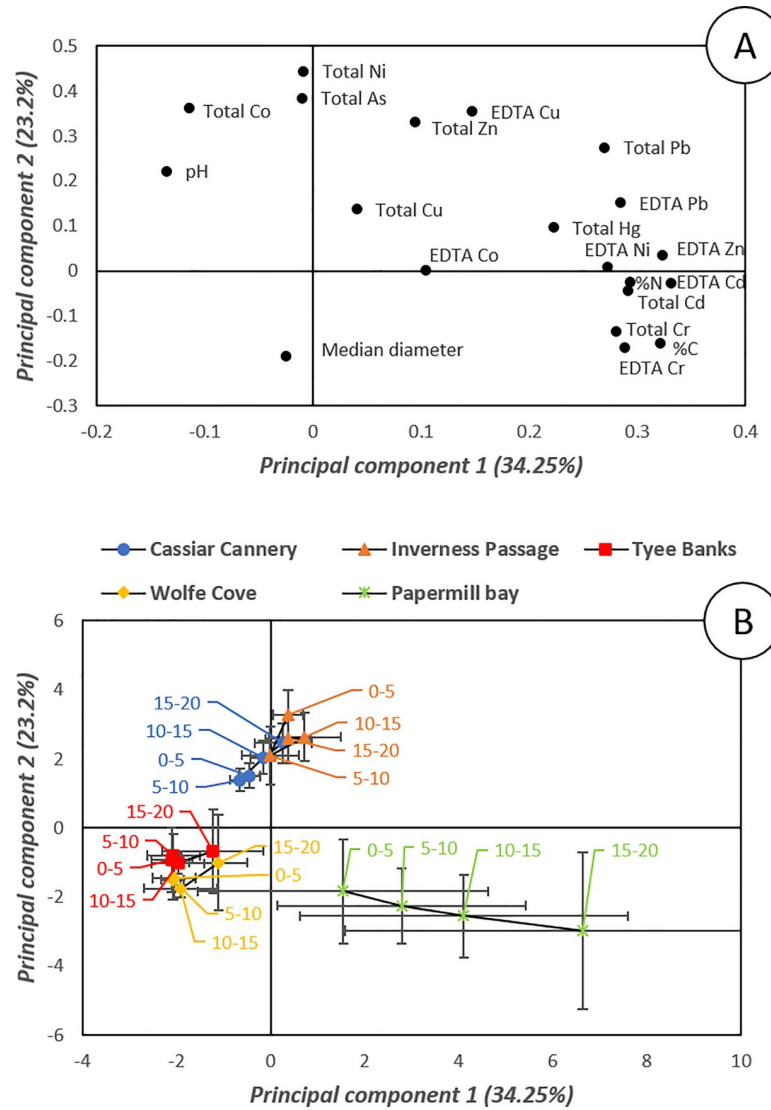 A
0.5
0.4
0.3
0.2
0.1
0
-0.1
-0.2
-0.3
Principal component 2 (23.2%)
Total Ni
Total As
Total Co
EDTA Cu
Total Zn
Total Pb
pH
EDTA Pb
Total Cu
Total Hg
EDTA Ni
EDTA Zn
EDTA Co
%N
EDTA Cd
Total Cd
Total Cr
%C
EDTA Cr
Median diameter
-0.2
-0.1
0
0.1
0.2
0.3
0.4
Principal component 1 (34.25%)
Cassiar Cannery
Inverness Passage
Tyee Banks
Wolfe Cove
Papermill bay
B
6
4
2
0
-2
-4
-6
Principal component 2 (23.2%)
15-20
10-15
0-5
5-10
0-5
10-15
15-20
5-10
15-20
5-10
0-5
10-15
15-20
0-5
5-10
10-15
0-5
5-10
10-15
15-20
-4
-2
0
2
4
6
8
10
Principal component 1 (34.25%)